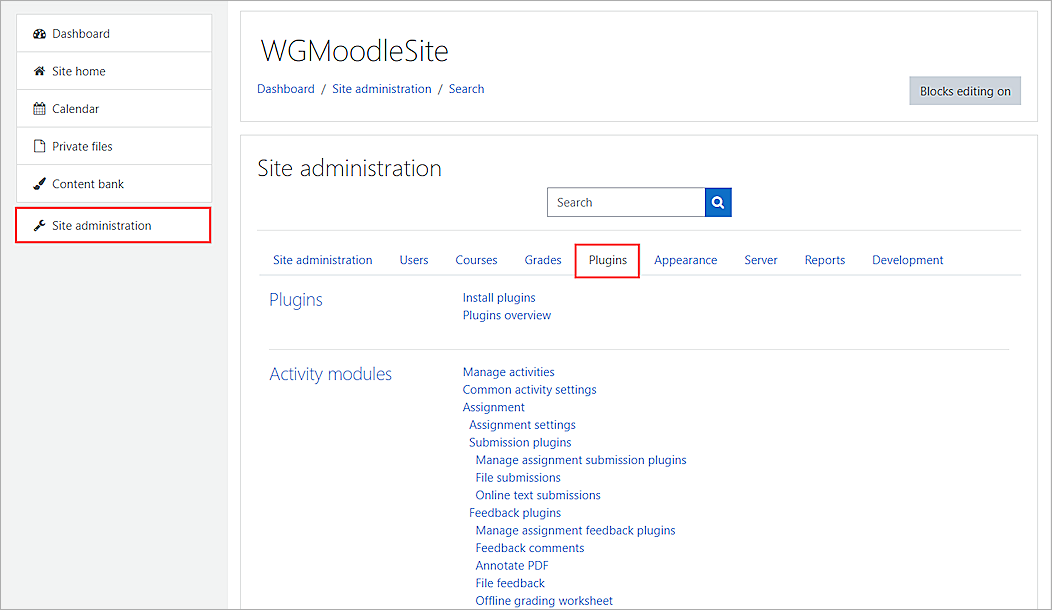 Dashboard
Site home
Calendar
Private files
Content bank
Site administration
WGMoodleSite
Dashboard / Site administration / Search
Blocks editing on
Site administration
Search
Site administration Users Courses Grades Plugins Appearance Server Reports Development
Plugins
Install plugins
Plugins overview
Activity modules
Manage activities
Common activity settings
Assignment
Assignment settings
Submission plugins
Manage assignment submission plugins
File submissions
Online text submissions
Feedback plugins
Manage assignment feedback plugins
Feedback comments
Annotate PDF
File feedback
Offline grading worksheet